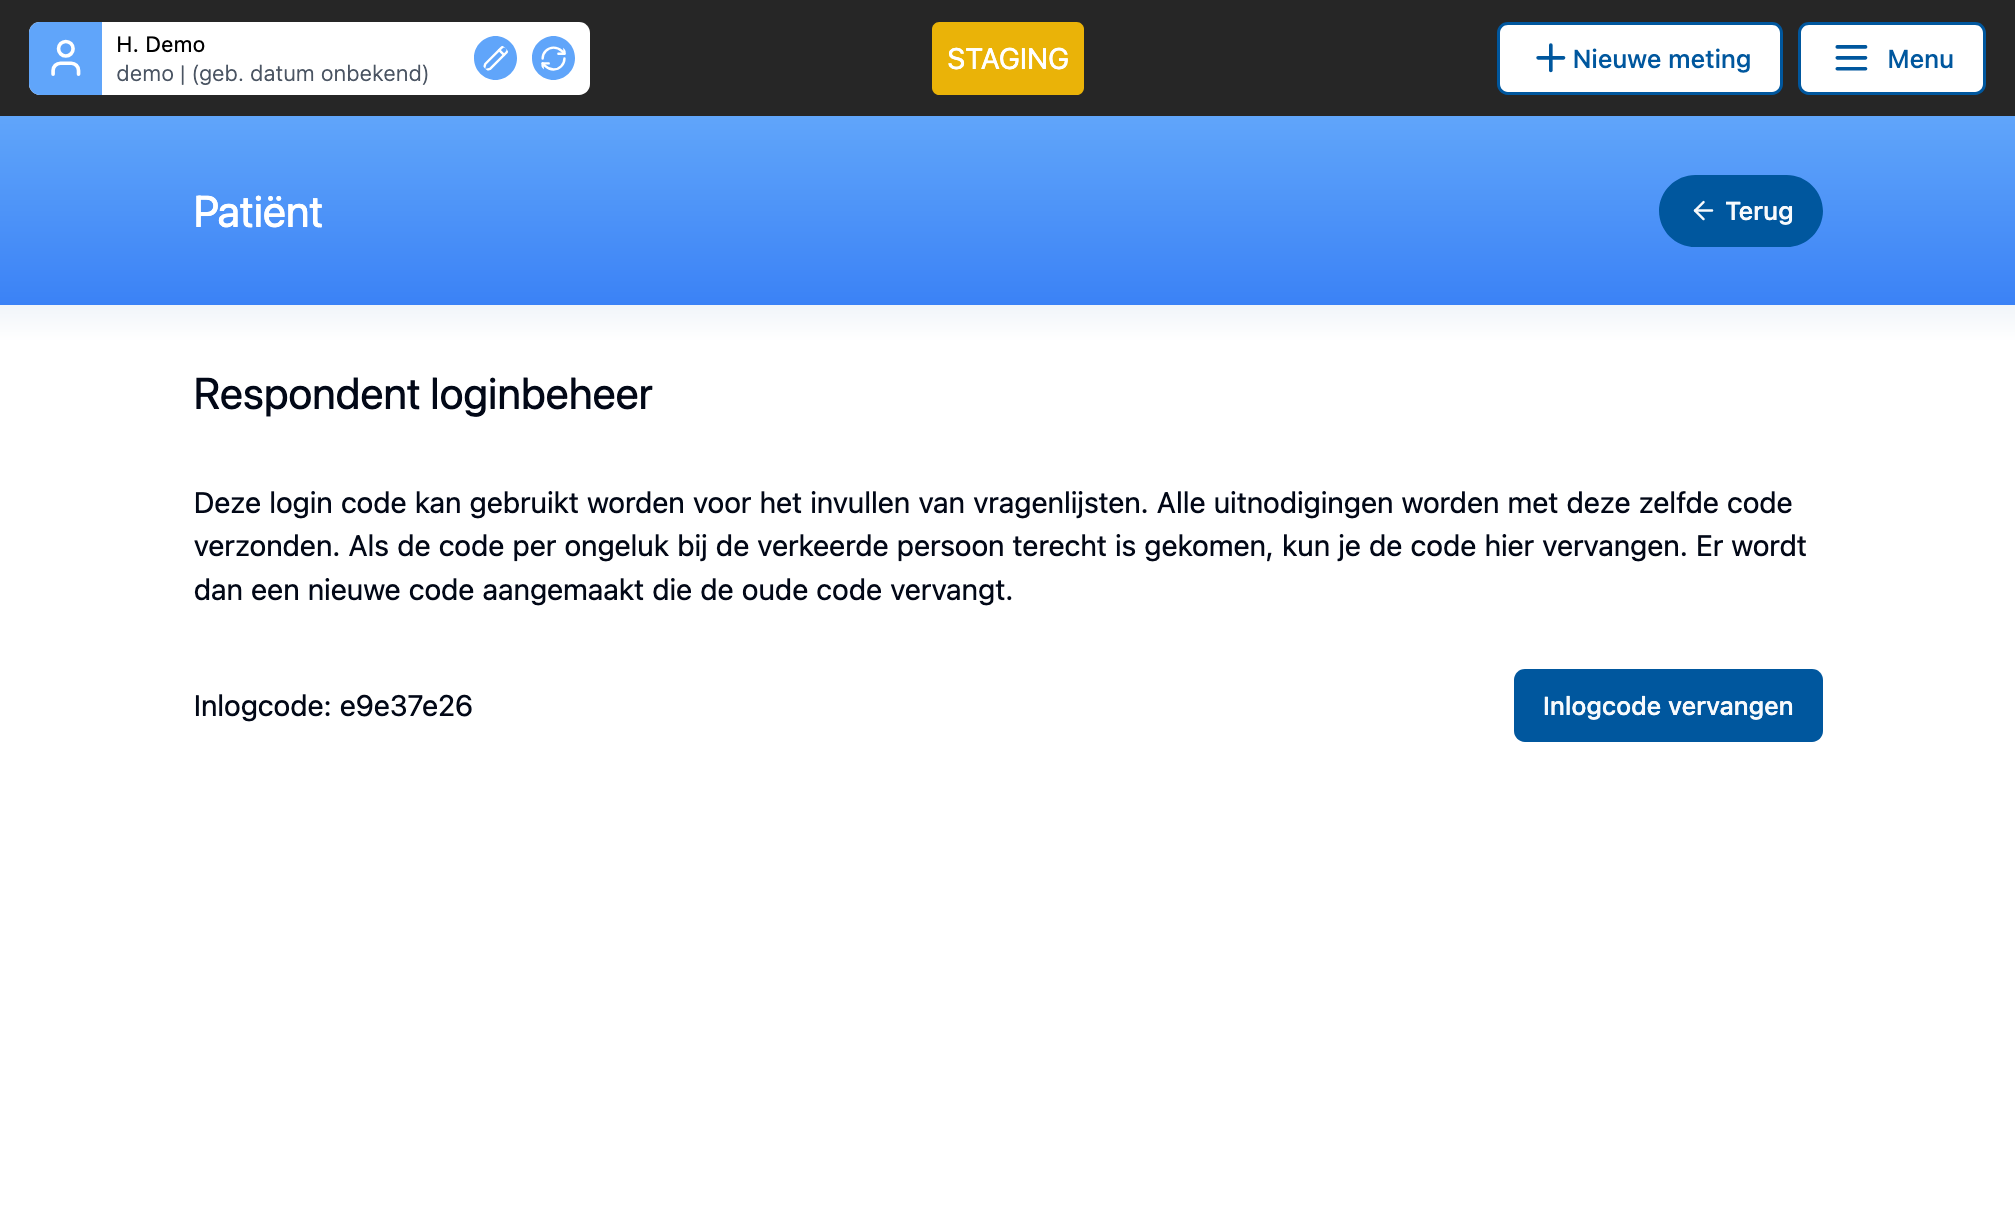 H. Demo
demo | (geb. datum onbekend)
STAGING
Nieuwe meting
Menu
Patiënt
Terug
Respondent loginbeheer
Deze login code kan gebruikt worden voor het invullen van vragenlijsten. Alle uitnodigingen worden met deze zelfde code
verzonden. Als de code per ongeluk bij de verkeerde persoon terecht is gekomen, kun je de code hier vervangen. Er wordt
dan een nieuwe code aangemaakt die de oude code vervangt.
Inlogcode: e9e37e26
Inlogcode vervangen